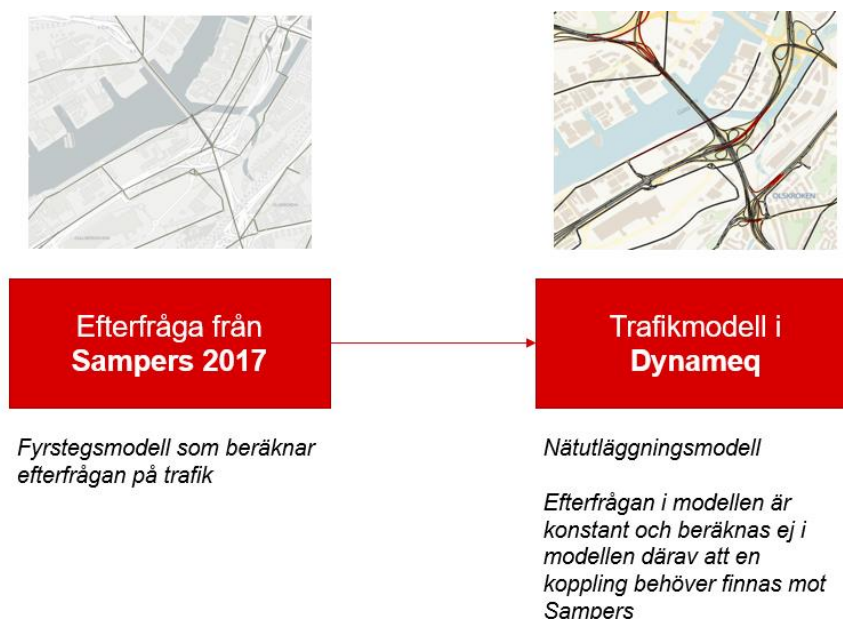 OLSKROKEN
Efterfråga från
Sampers 2017
Trafikmodell i
Dynameq
Fyrstegsmodell som beräknar
efterfrågan på trafik
Nätutläggningsmodell
Efterfrågan i modellen är
konstant och beräknas ej i
modellen därav att en
koppling behöver finnas mot
Sampers